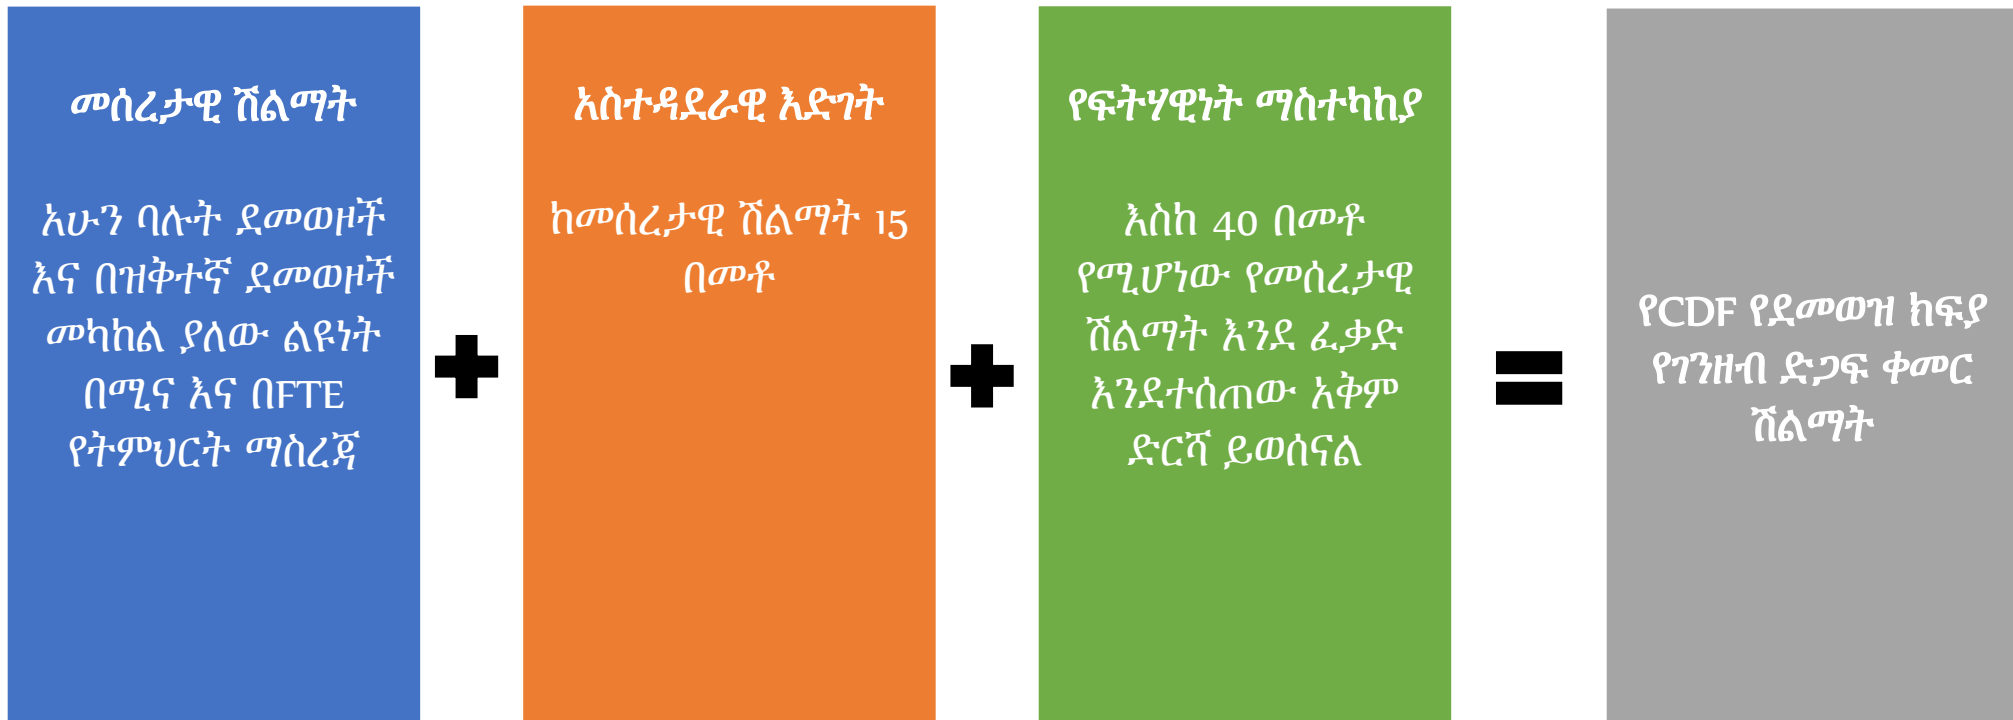 መሰረታዊ ሽልማት
አሁን ባሉት ደመወዞች
እና በዝቅተኛ ደመወዞች
መካከል ያለው ልዩነት
በሚና እና በFTE
የትምህርት ማስረጃ
አስተዳደራዊ እድገት
ከመሰረታዊ ሽልማት 15
በመቶ
የፍትሃዊነት ማስተካከያ
እስከ 40 በመቶ
የሚሆነው የመሰረታዊ
ሽልማት እንደ ፈቃድ
እንደተሰጠው አቅም
ድርሻ ይወሰናል
የCDF የደመወዝ ክፍያ
የገንዘብ ድጋፍ ቀመር
ሽልማት